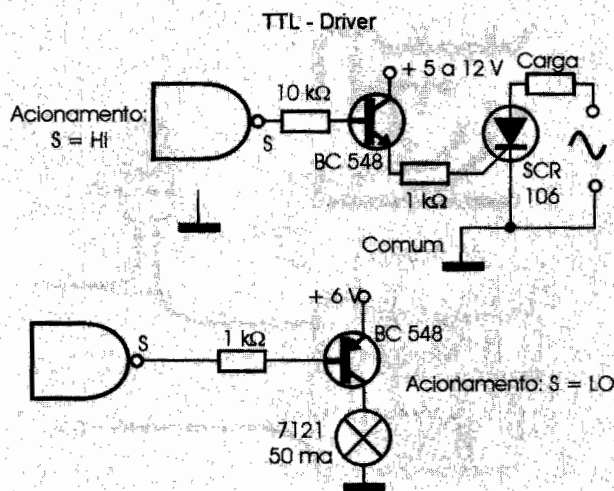 TTL - Driver
+ 5 a 12 V
Carga
Acionamento:
S = HI
10 kΩ
S
BC 548
1 kΩ
SCR
106
Comum
+ 6 V
S
1 kΩ
BC 548
Acionamento: S = LO
7121
50 ma